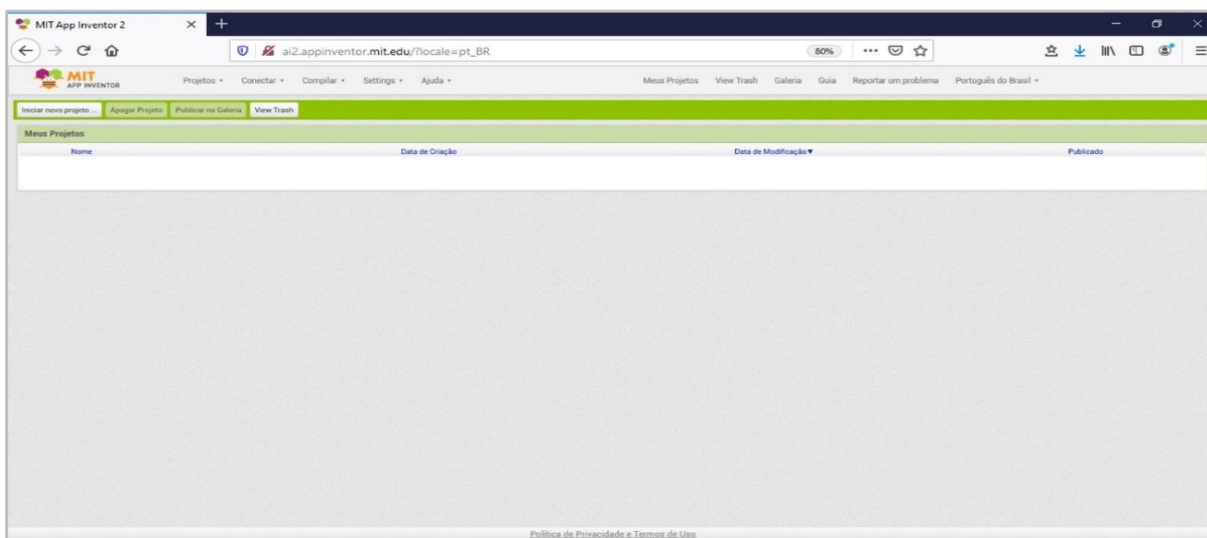 MIT App Inventor 2
ai2.appinventor.mit.edu/?locale=pt_BR
80%
MIT
APP INVENTOR
Projetos Conectar Compilar Settings Ajuda Meus Projetos View Trash Galeria Guia Reportar um problema Português do Brasil
Iniciar novo projeto ... Apagar Projeto Publicar na Galeria View Trash
Meus Projetos
Nome Data de Criação Data de Modificação▼ Publicado
Política de Privacidade e Termos de Uso